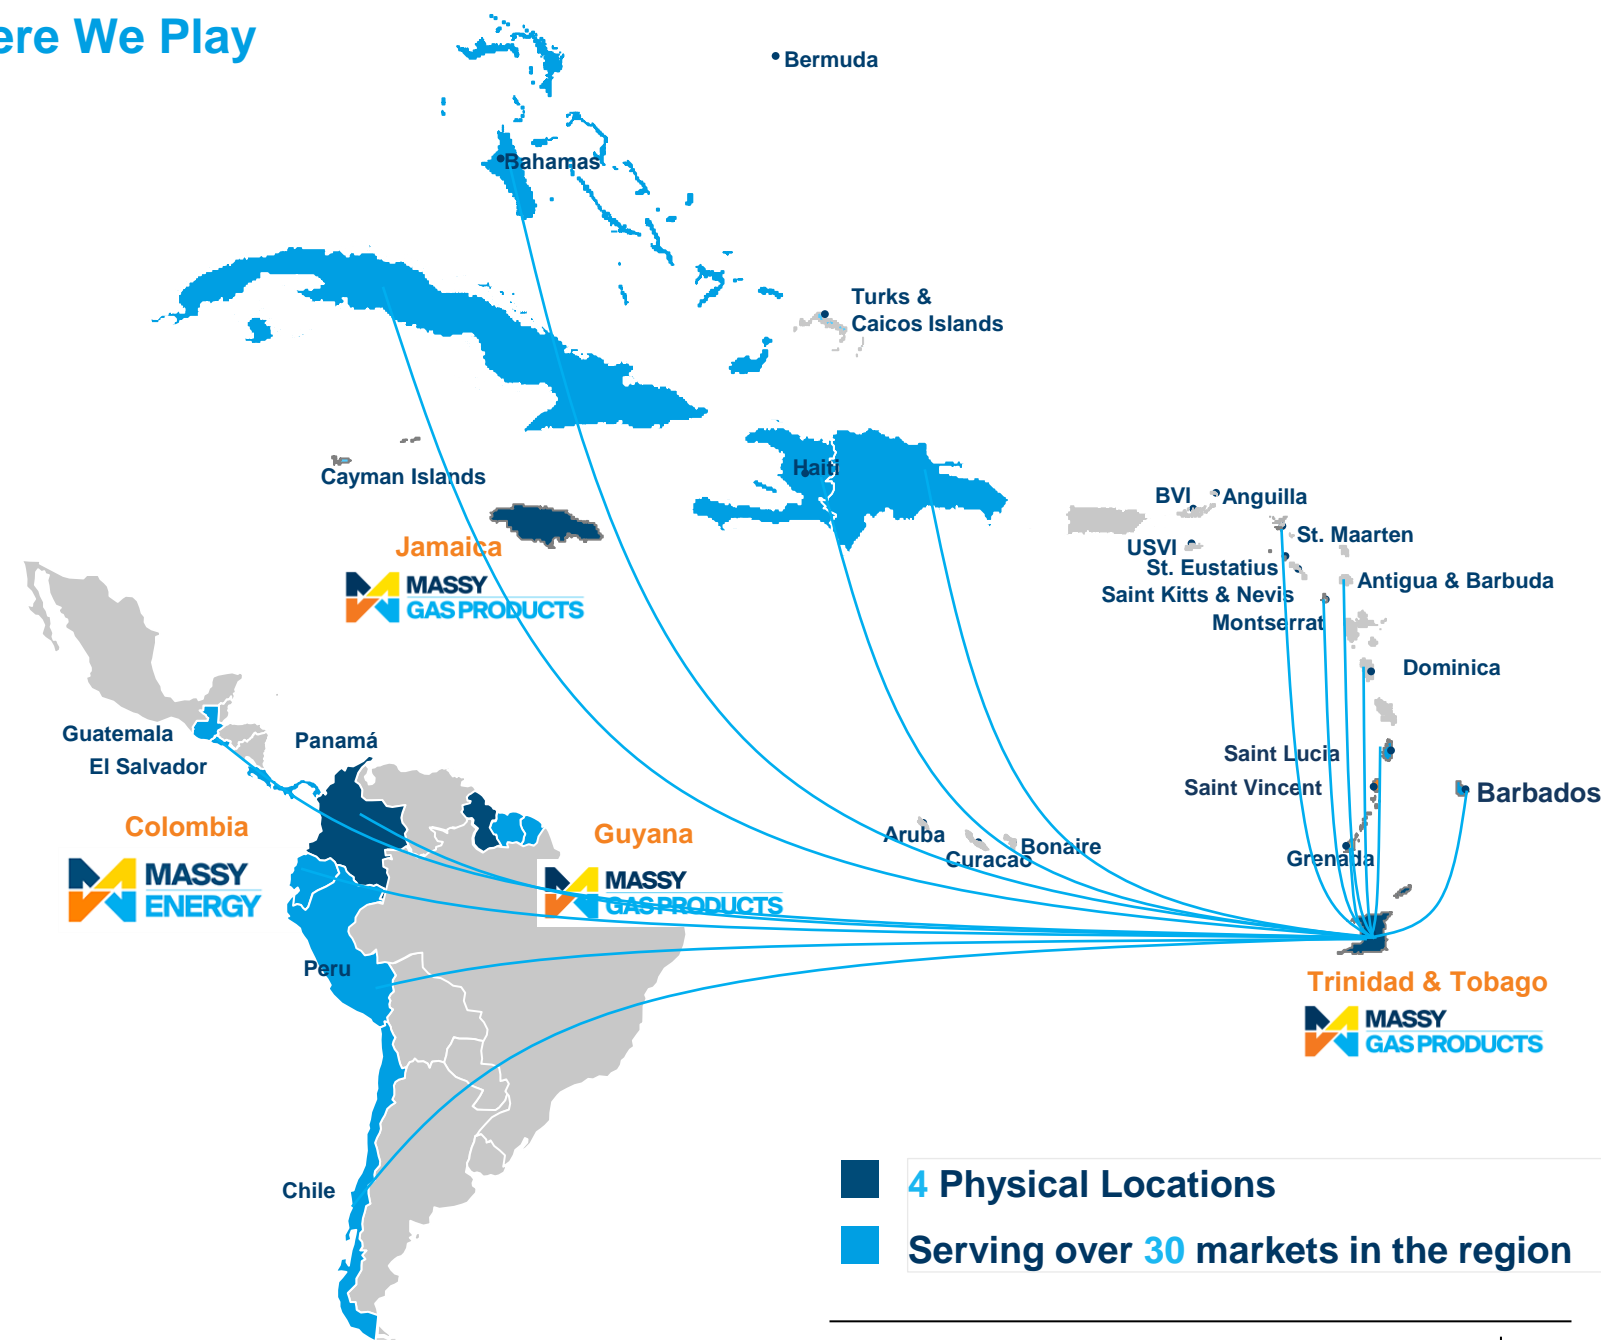 ere We Play
Bermuda
Bahamas
Turks &
Caicos Islands
Haiti
Cayman Islands
BVI
Anguilla
St. Maarten
USVI
St. Eustatius
Antigua & Barbuda
Saint Kitts & Nevis
Montserrat
Jamaica
MASSY
GAS PRODUCTS
Dominica
Guatemala
Panamá
El Salvador
Saint Lucia
Saint Vincent
Barbados
Colombia
MASSY
ENERGY
Guyana
MASSY
GAS PRODUCTS
Aruba
Curacao
Bonaire
Grenada
Peru
Trinidad & Tobago
MASSY
GAS PRODUCTS
Chile
4 Physical Locations
Serving over 30 markets in the region